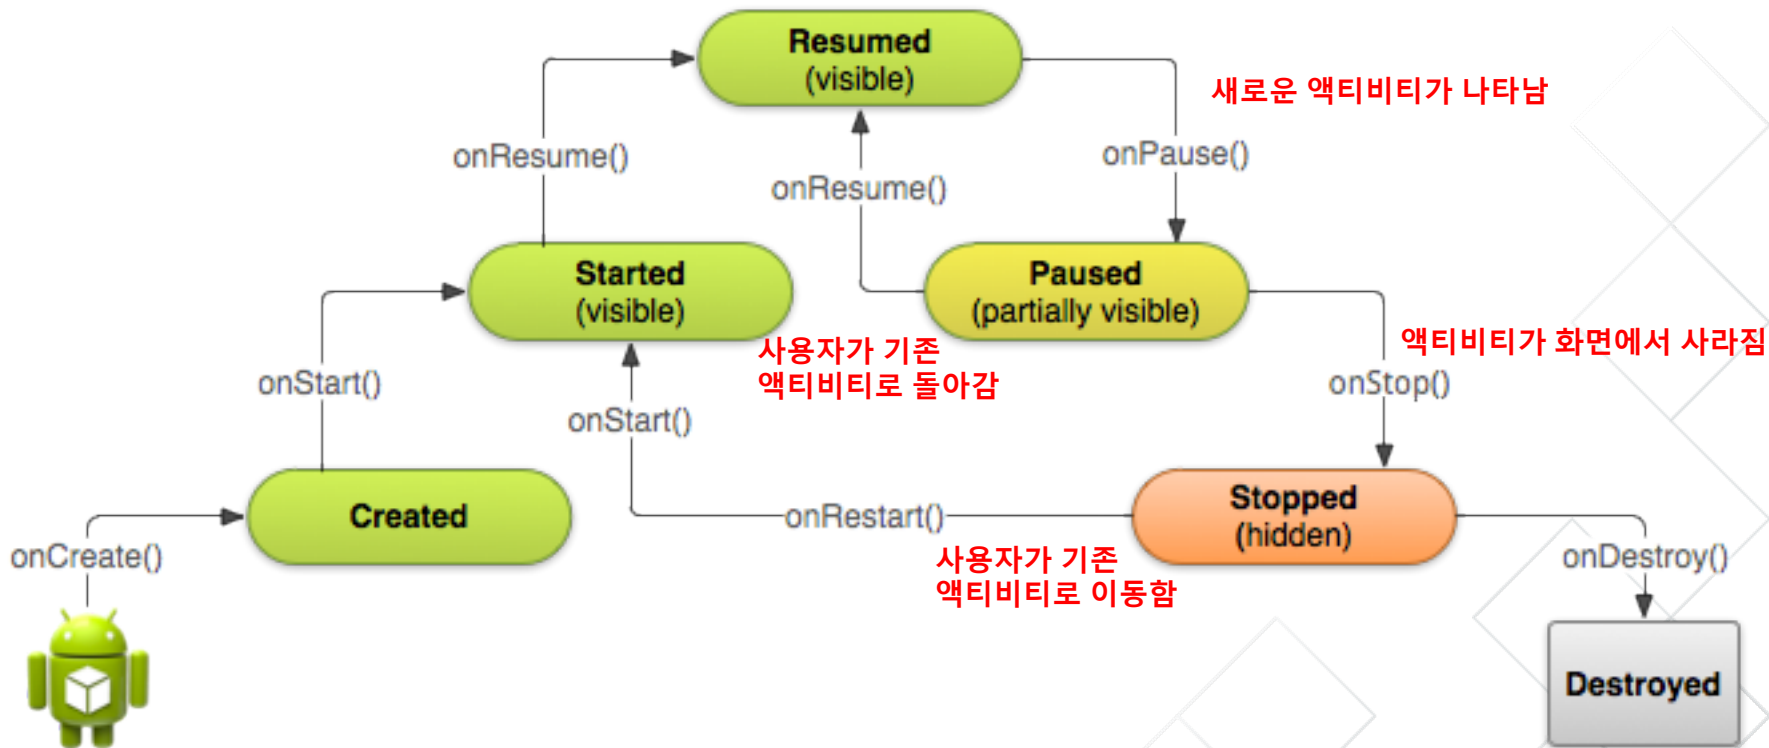 Resumed
(visible)
새로운 액티비티가 나타남
onResume()
onPause()
onResume()
Started
(visible)
Paused
(partially visible)
사용자가 기존
액티비티로 돌아감
액티비티가 화면에서 사라짐
onStart()
onStop()
onStart()
Created
onRestart()
Stopped
(hidden)
사용자가 기존
액티비티로 이동함
onCreate()
onDestroy()
Destroyed